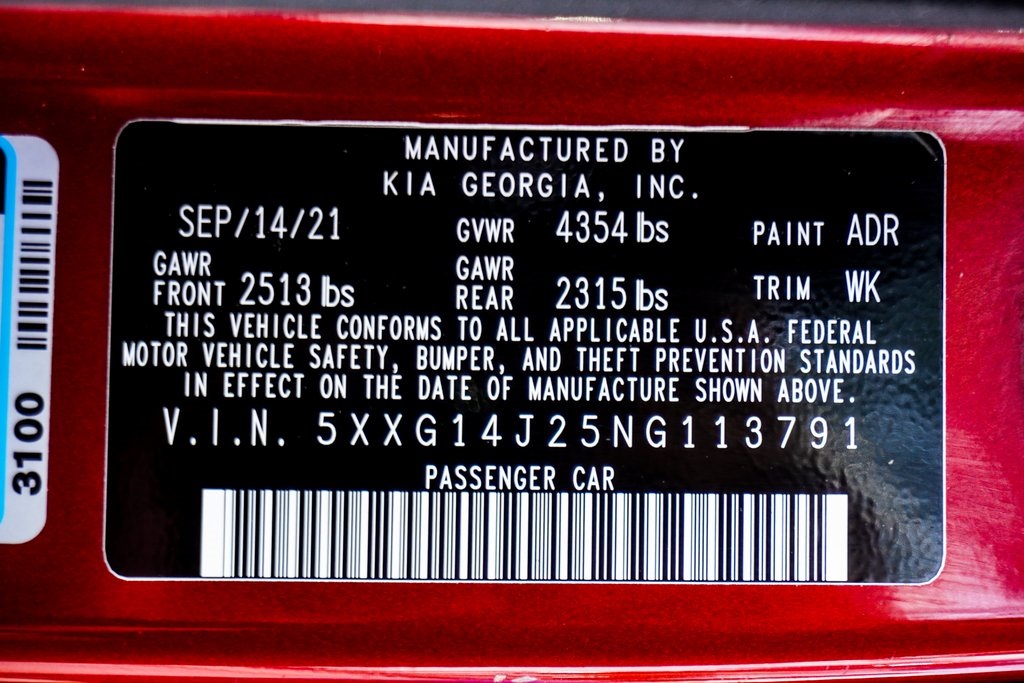 MANUFACTURED BY
KIA GEORGIA, INC.
SEP/14/21 GVWR 4354 lbs PAINT ADR
GAWR FRONT 2513 lbs GAWR REAR 2315 lbs TRIM WK
THIS VEHICLE CONFORMS TO ALL APPLICABLE U.S.A. FEDERAL
MOTOR VEHICLE SAFETY, BUMPER, AND THEFT PREVENTION STANDARDS
IN EFFECT ON THE DATE OF MANUFACTURE SHOWN ABOVE.
V.I.N. 5XXG14J25NG113791
PASSENGER CAR
3100